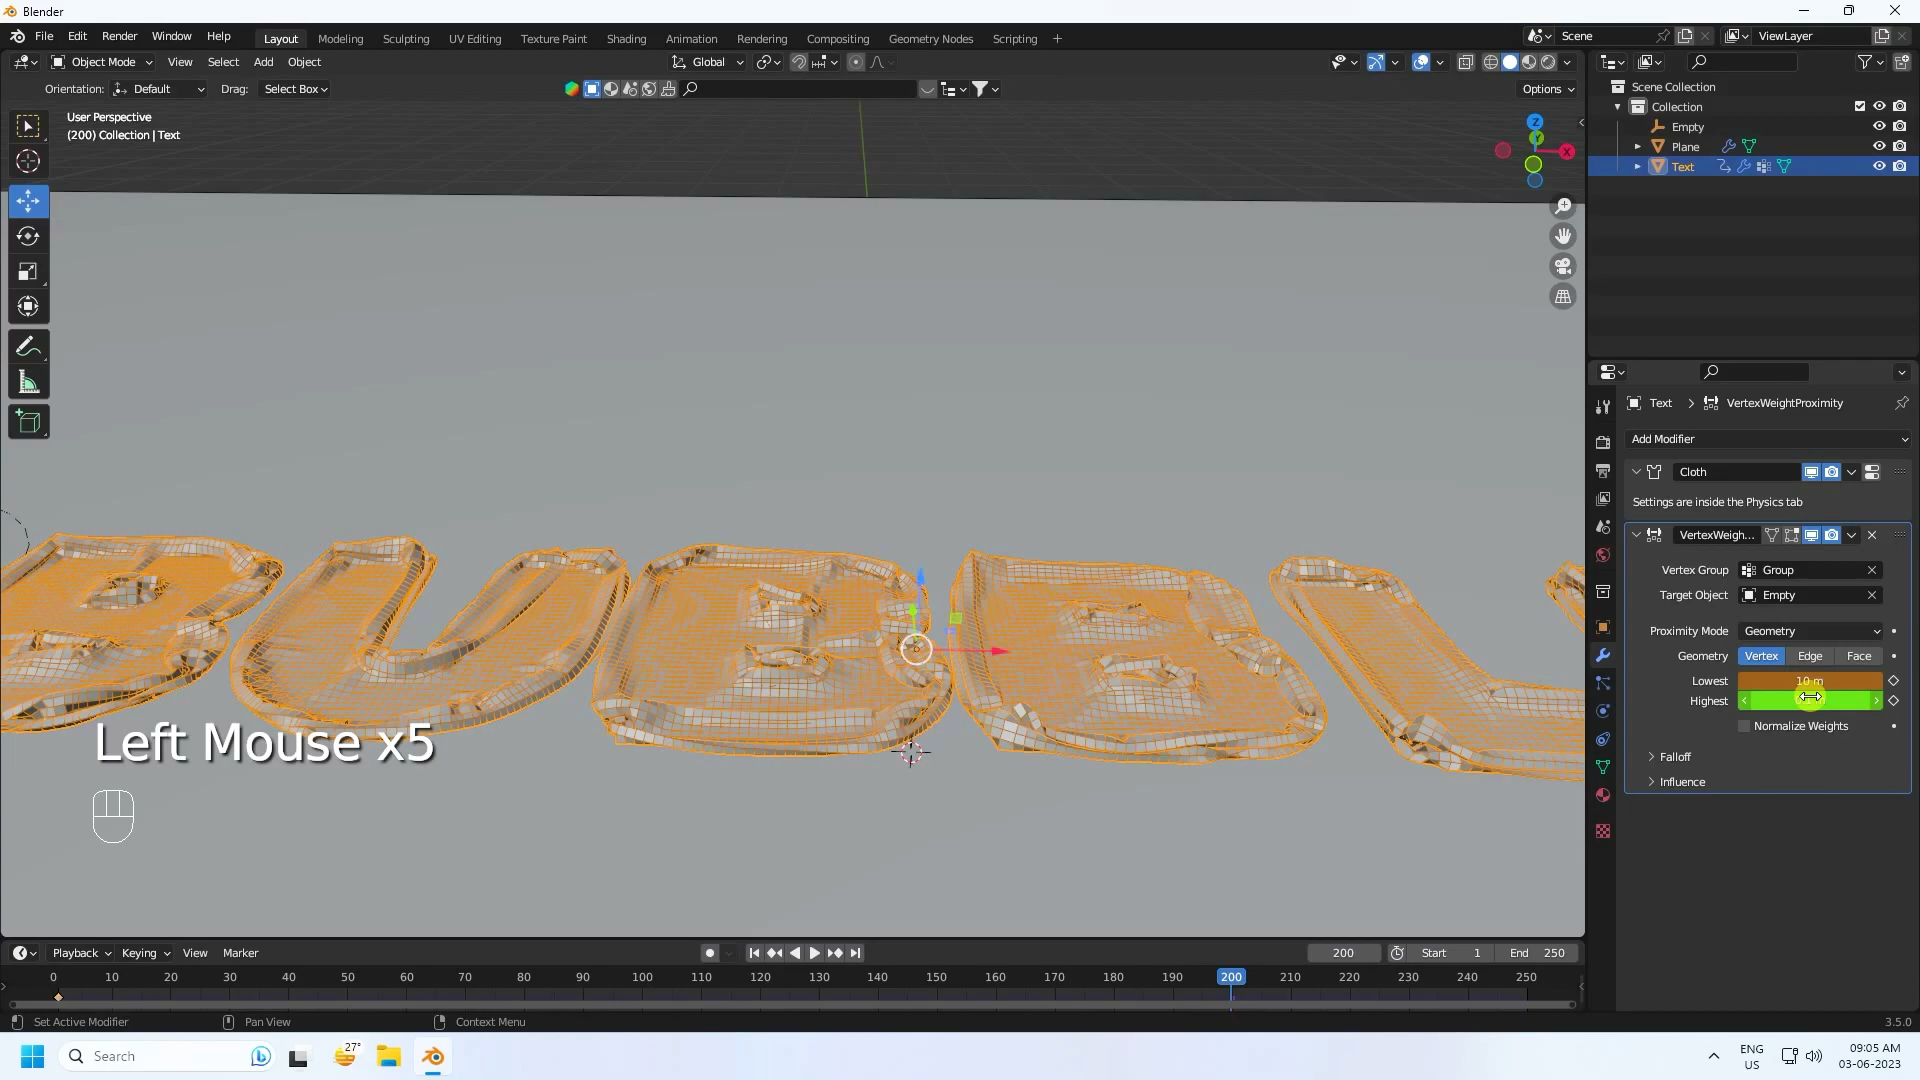 Blender
File Edit Render Window Help
Layout Modeling Sculpting UV Editing Texture Paint Shading Animation Rendering Compositing Geometry Nodes Scripting +
Scene
ViewLayer
Object Mode View Select Add Object
Global
Orientation: Default Drag: Select Box
Options
User Perspective
(200) Collection | Text
Z
Y
X
Scene Collection
Collection
Empty
Plane
Text
Text > VertexWeightProximity
Add Modifier
Cloth
Settings are inside the Physics tab
VertexWeigh...
Vertex Group Group
Target Object Empty
Proximity Mode Geometry
Geometry Vertex Edge Face
Lowest 10 m
Highest
Normalize Weights
Falloff
Influence
Left Mouse x5
Playback Keying View Marker
200 Start 1 End 250
0 10 20 30 40 50 60 70 80 90 100 110 120 130 140 150 160 170 180 190 200 210 220 230 240 250
Set Active Modifier Pan View Context Menu
3.5.0
Search
27°
ENG
US
09:05 AM
03-06-2023